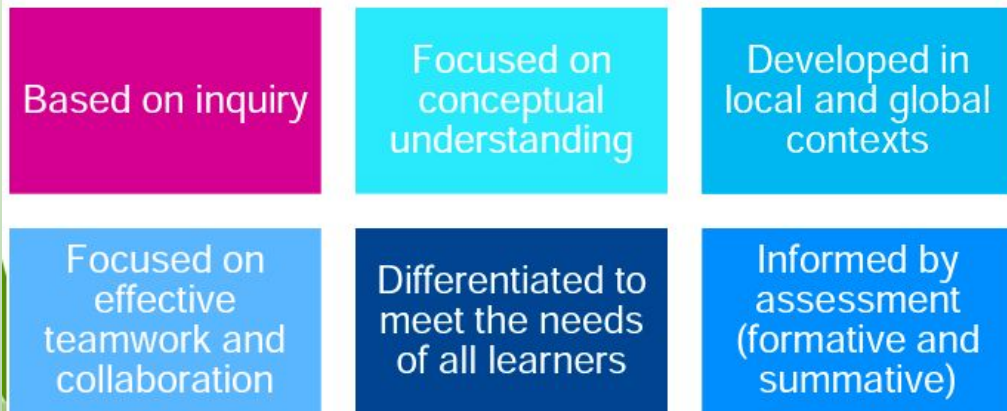 Based on inquiry
Focused on
conceptual
understanding
Developed in
local and global
contexts
Focused on
effective
teamwork and
collaboration
Differentiated to
meet the needs
of all learners
Informed by
assessment
(formative and
summative)